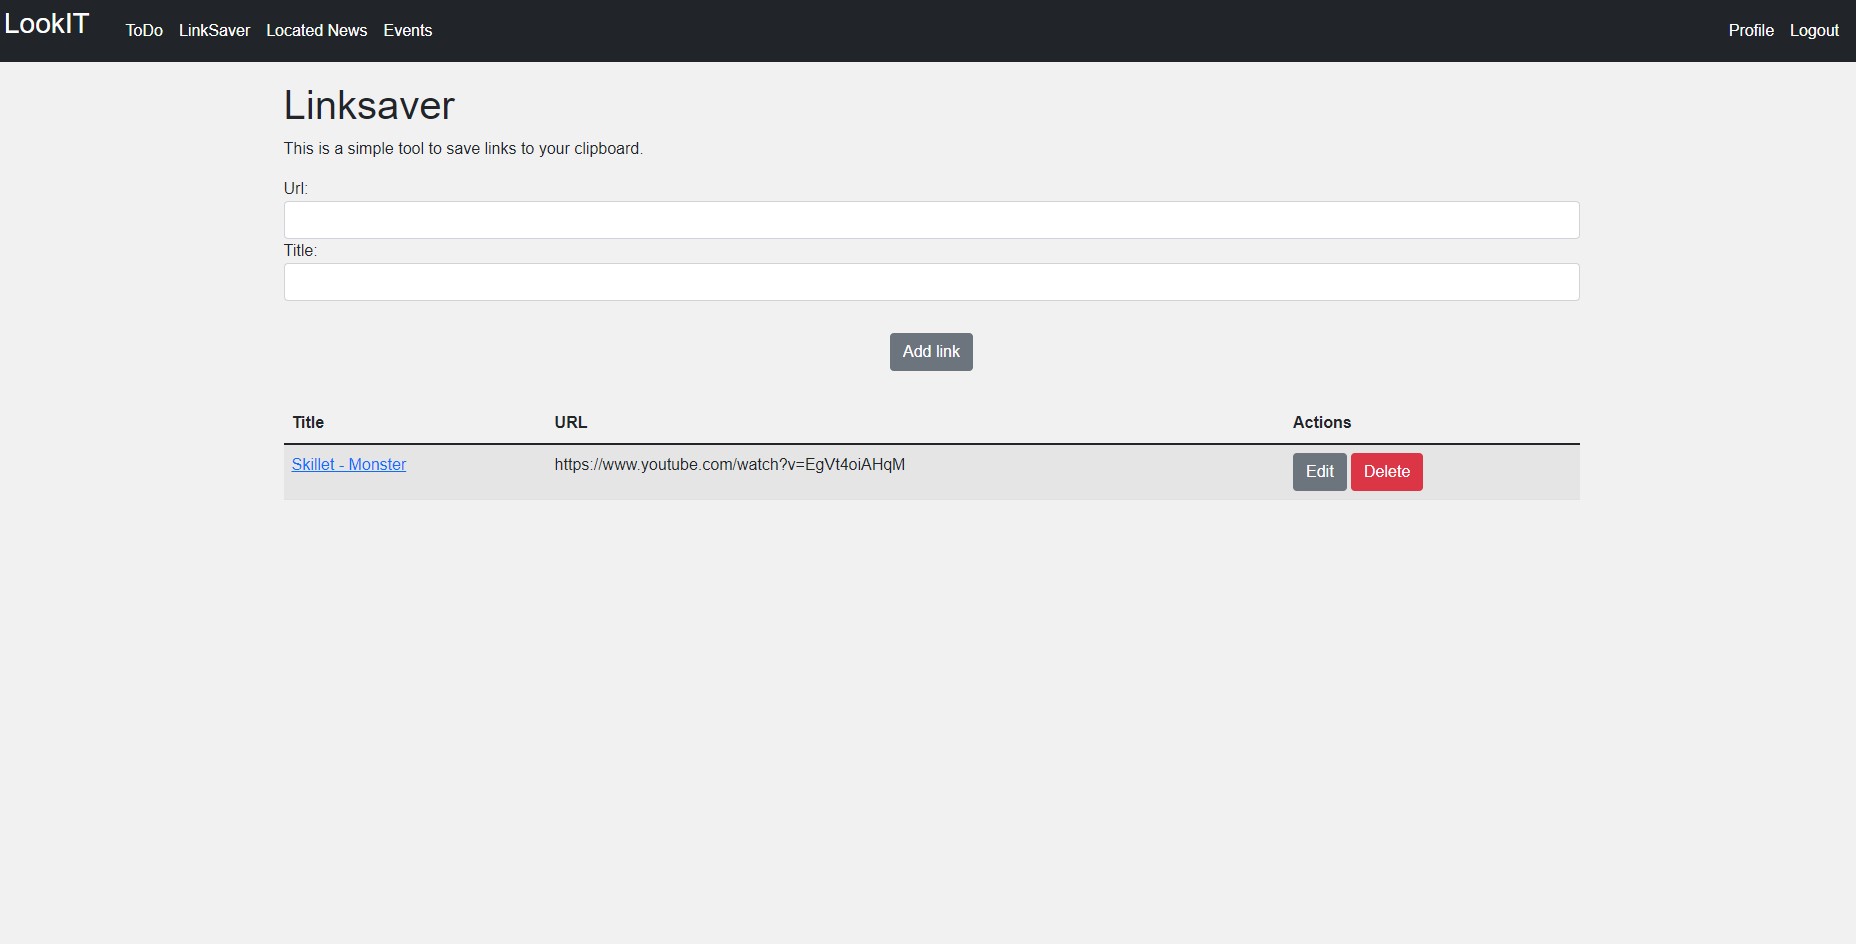 LookIT ToDo LinkSaver Located News Events Profile Logout
Linksaver
This is a simple tool to save links to your clipboard.
Url:
Title:
Add link
Title URL Actions
Skillet - Monster https://www.youtube.com/watch?v=EgVt4oiAHqM Edit Delete